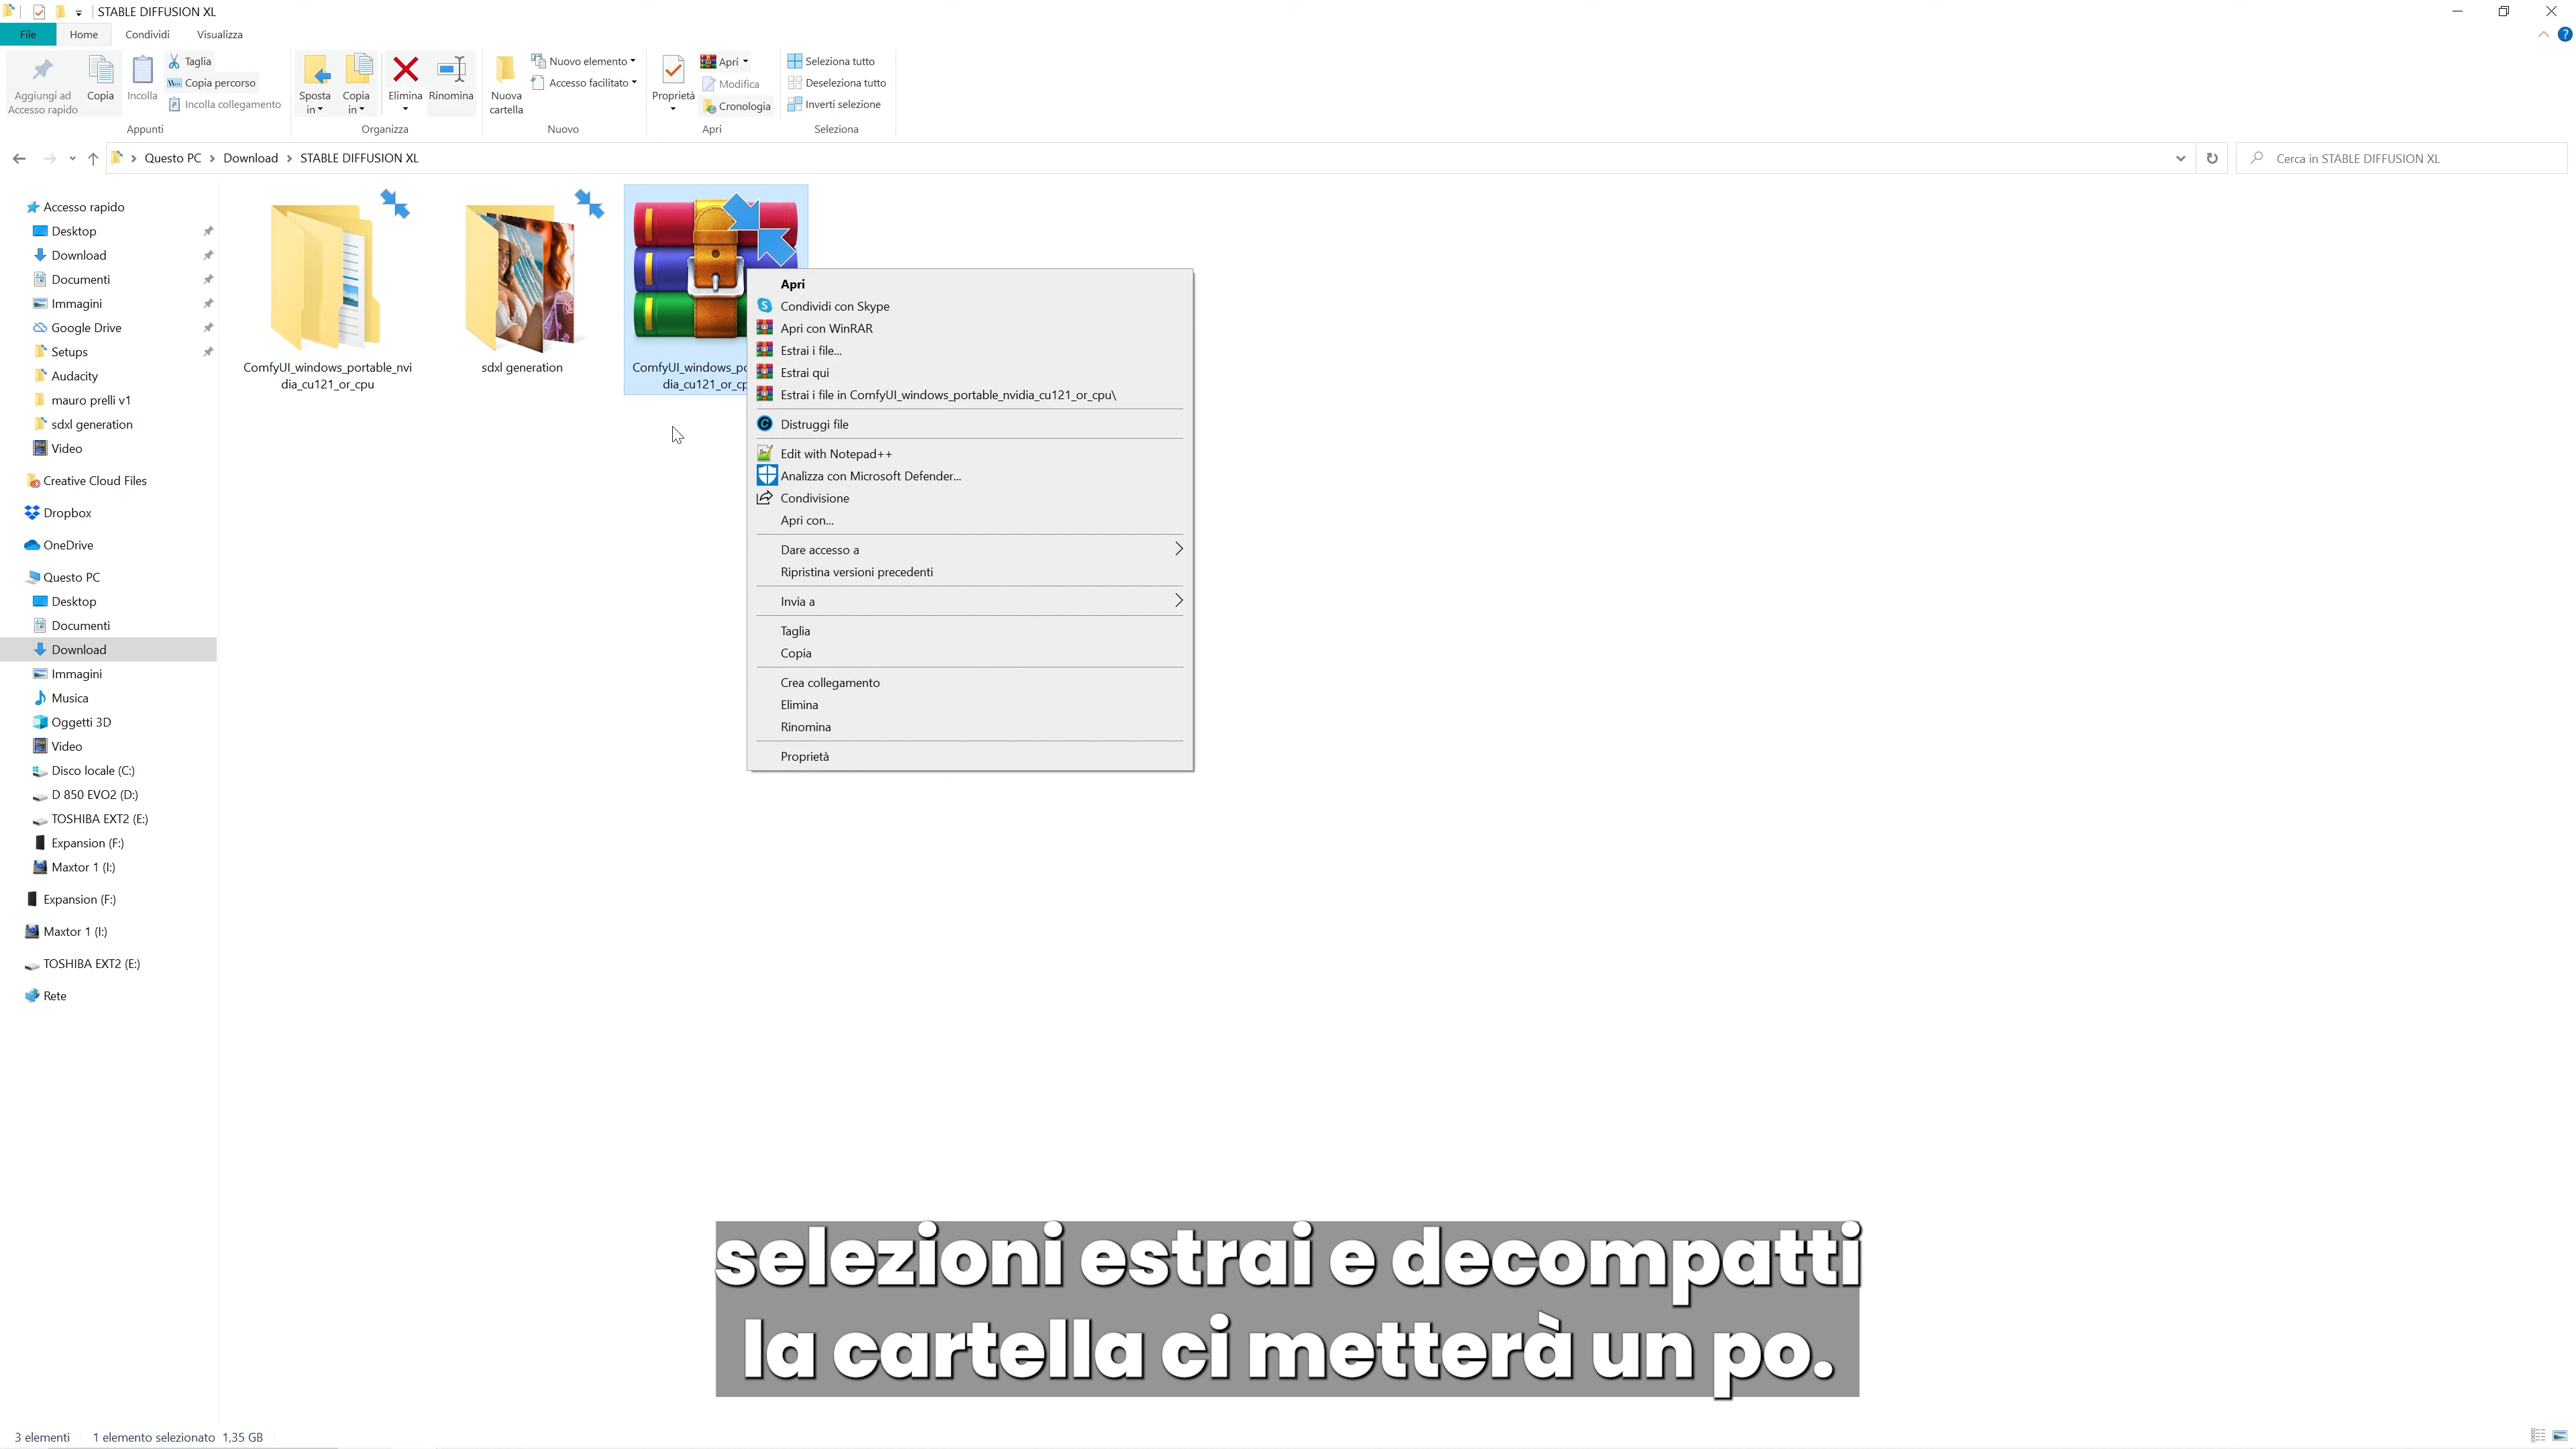 STABLE DIFFUSION XL
File Home Condividi Visualizza
Aggiungi ad
Accesso rapido
Copia
Incolla
Taglia
Copia percorso
Incolla collegamento
Appunti
Sposta
in
Copia
in
Elimina
Rinomina
Organizza
Nuova
cartella
Nuovo elemento
Accesso facilitato
Nuovo
Proprietà
Apri
Modifica
Cronologia
Apri
Seleziona tutto
Deseleziona tutto
Inverti selezione
Seleziona
Questo PC > Download > STABLE DIFFUSION XL
Cerca in STABLE DIFFUSION XL
Accesso rapido
Desktop
Download
Documenti
Immagini
Google Drive
Setups
Audacity
mauro prelli v1
sdxl generation
Video
Creative Cloud Files
Dropbox
OneDrive
Questo PC
Desktop
Documenti
Download
Immagini
Musica
Oggetti 3D
Video
Disco locale (C:)
D 850 EVO2 (D:)
TOSHIBA EXT2 (E:)
Expansion (F:)
Maxtor 1 (I:)
Expansion (F:)
Maxtor 1 (I:)
TOSHIBA EXT2 (E:)
Rete
ComfyUI_windows_portable_nvi
dia_cu121_or_cpu
sdxl generation
ComfyUI_windows_po
dia_cu121_or_cp
Apri
Condividi con Skype
Apri con WinRAR
Estrai i file...
Estrai qui
Estrai i file in ComfyUI_windows_portable_nvidia_cu121_or_cpu\
Distruggi file
Edit with Notepad++
Analizza con Microsoft Defender...
Condivisione
Apri con...
Dare accesso a
Ripristina versioni precedenti
Invia a
Taglia
Copia
Crea collegamento
Elimina
Rinomina
Proprietà
selezioni estrai e decompatti
la cartella ci metterà un po.
3 elementi 1 elemento selezionato 1,35 GB